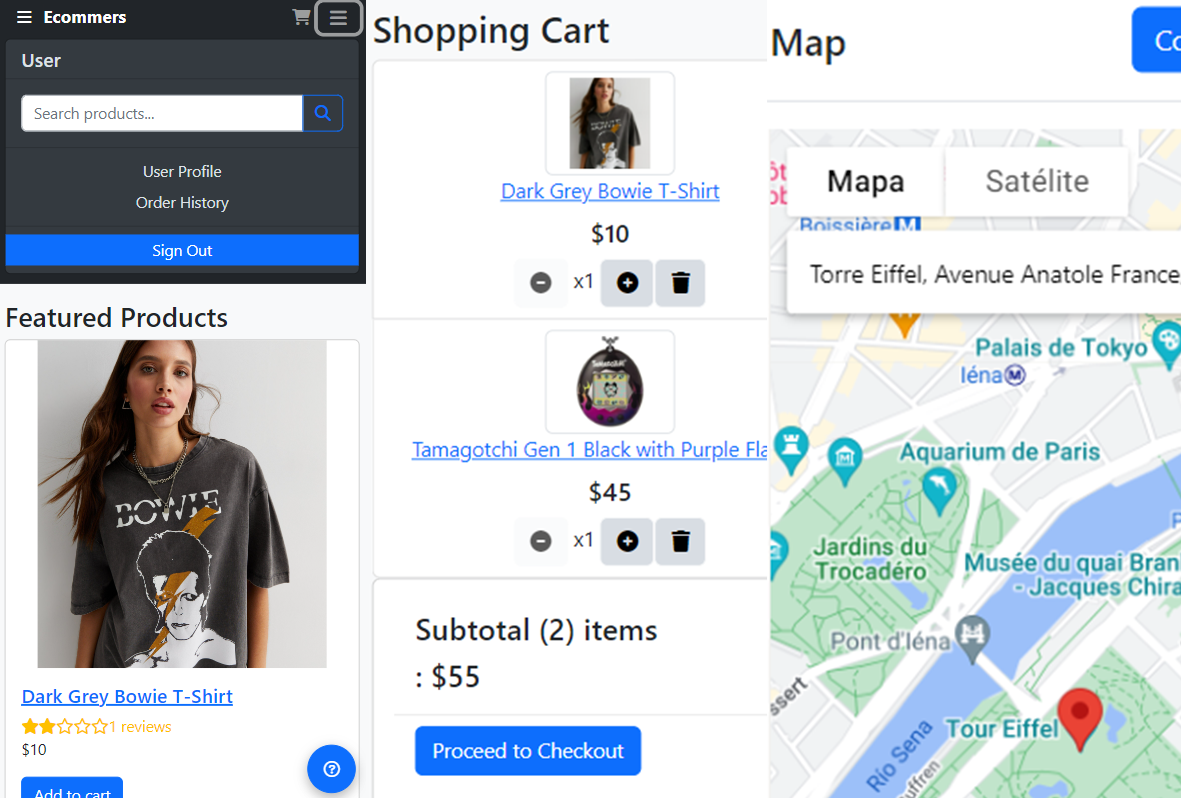 Ecommers
User
Search products...
User Profile
Order History
Sign Out
Featured Products
BOWIE
Dark Grey Bowie T-Shirt
1 reviews
$10
Add to cart
Shopping Cart
BOWIE
Dark Grey Bowie T-Shirt
$10
x1
Tamagotchi Gen 1 Black with Purple Fla
$45
x1
Subtotal (2) items
: $55
Proceed to Checkout
Map
Co
Mapa
Satélite
Boissière M
Torre Eiffel, Avenue Anatole France,
Palais de Tokyo
Iéna M
Aquarium de Paris
Jardins du
Trocadéro
Musée du quai Bran
- Jacques Chira
Pont d'Iéna
Tour Eiffel
Río Sena